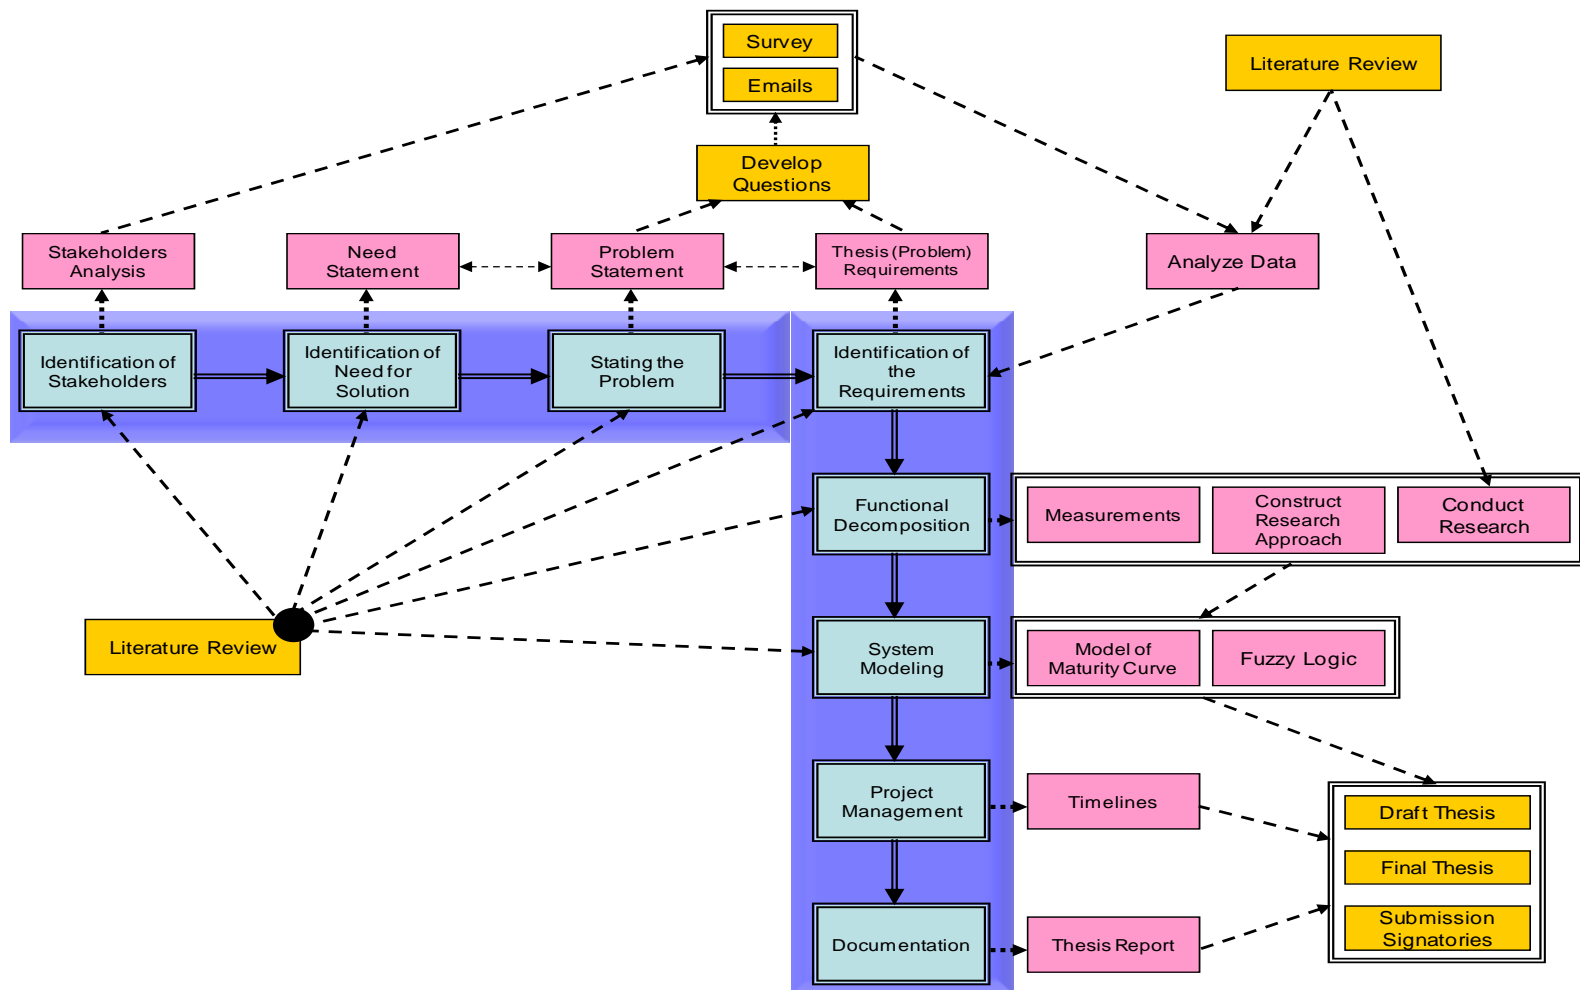 Survey
Emails
Literature Review
Develop
Questions
Stakeholders
Analysis
Need
Statement
Problem
Statement
Thesis (Problem)
Requirements
Analyze Data
Identification of
Stakeholders
Identification of
Need for
Solution
Stating the
Problem
Identification of
the
Requirements
Functional
Decomposition
Measurements
Construct
Research
Approach
Conduct
Research
Literature Review
System
Modeling
Model of
Maturity Curve
Fuzzy Logic
Project
Management
Timelines
Draft Thesis
Final Thesis
Submission
Signatories
Documentation
Thesis Report